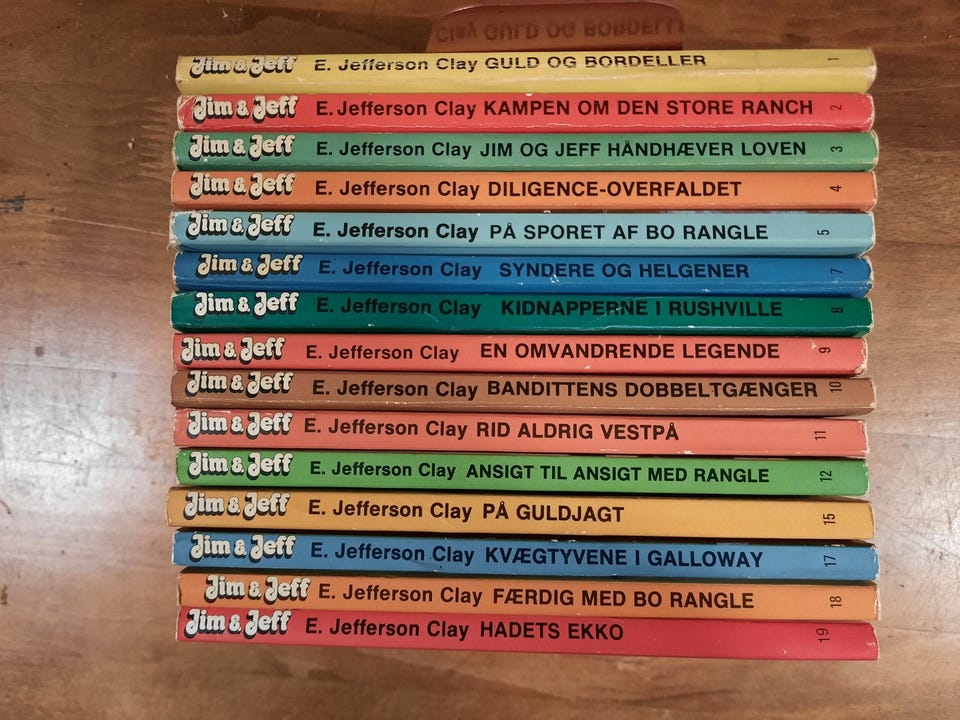 Clay GULD OG BORDELL
Jim & Jeff E. Jefferson Clay GULD OG BORDELLER 1
Jim & Jeff E. Jefferson Clay KAMPEN OM DEN STORE RANCH 2
Jim & Jeff E. Jefferson Clay JIM OG JEFF HÅNDHÆVER LOVEN 3
Jim & Jeff E. Jefferson Clay DILIGENCE-OVERFALDET 4
Jim & Jeff E. Jefferson Clay PÅ SPORET AF BO RANGLE 5
Jim & Jeff E. Jefferson Clay SYNDERE OG HELGENER 7
Jim & Jeff E. Jefferson Clay KIDNAPPERNE I RUSHVILLE 8
Jim & Jeff E. Jefferson Clay EN OMVANDRENDE LEGENDE 9
Jim & Jeff E. Jefferson Clay BANDITTENS DOBBELTGÆNGER 10
Jim & Jeff E. Jefferson Clay RID ALDRIG VESTPÅ 11
Jim & Jeff E. Jefferson Clay ANSIGT TIL ANSIGT MED RANGLE 12
Jim & Jeff E. Jefferson Clay PÅ GULDJAGT 15
Jim & Jeff E. Jefferson Clay KVÆGTYVENE I GALLOWAY 17
Jim & Jeff E. Jefferson Clay FÆRDIG MED BO RANGLE 18
Jim & Jeff E. Jefferson Clay HADETS EKKO 19